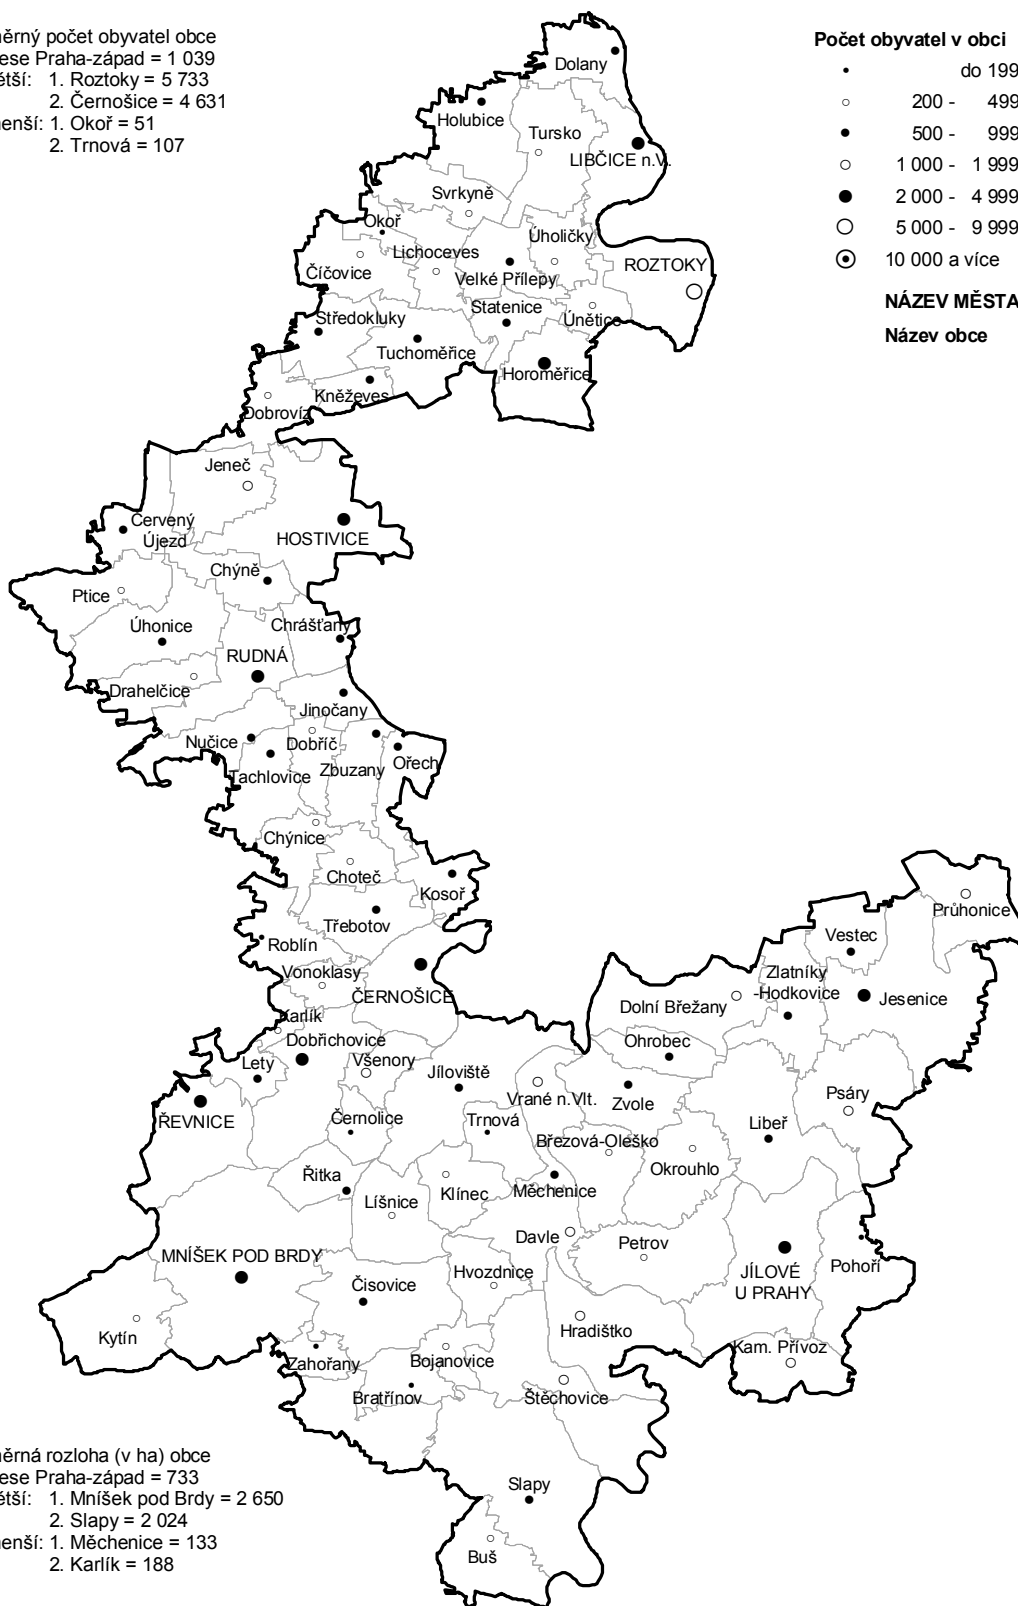 měrný počet obyvatel obce
ese Praha-západ = 1 039
ětší: 1. Roztoky = 5 733
2. Černošice = 4 631
enší: 1. Okoř = 51
2. Trnová = 107
Počet obyvatel v obci
do 199
200 - 499
500 - 999
1 000 - 1 999
2 000 - 4 999
5 000 - 9 999
10 000 a více
NÁZEV MĚSTA
Název obce
Dolany
Holubice
Tursko
LIBČICE n.V.
Svrkyně
Okoř
Lichoceves
Úholičky
Číčovice
Velké Přílepy
ROZTOKY
Statenice
Středokluky
Únětice
Tuchoměřice
Horoměřice
Kněževes
Dobrovíz
Jeneč
Červený
Újezd
HOSTIVICE
Chýně
Ptice
Úhonice
Chrášťany
RUDNÁ
Drahelčice
Jinočany
Nučice
Dobříč
Tachlovice
Zbuzany
Ořech
Chýnice
Choteč
Kosoř
Třebotov
Roblín
Vonoklasy
ČERNOŠICE
Průhonice
Vestec
Zlatníky
-Hodkovice
Dolní Břežany
Jesenice
Karlík
Dobřichovice
Ohrobec
Lety
Všenory
Jíloviště
Vrané n.Vlt.
Zvole
Psáry
ŘEVNICE
Černolice
Trnová
Libeř
Březová-Oleško
Okrouhlo
Řitka
Líšnice
Klínec
Měchenice
Davle
Petrov
MNÍŠEK POD BRDY
Hvozdnice
JÍLOVÉ
U PRAHY
Pohoří
Čisovice
Kytín
Hradištko
Zahořany
Bojanovice
Kam. Přívoz
Bratřínov
Štěchovice
Slapy
Buš
měrná rozloha (v ha) obce
ese Praha-západ = 733
ětší: 1. Mníšek pod Brdy = 2 650
2. Slapy = 2 024
enší: 1. Měchenice = 133
2. Karlík = 188